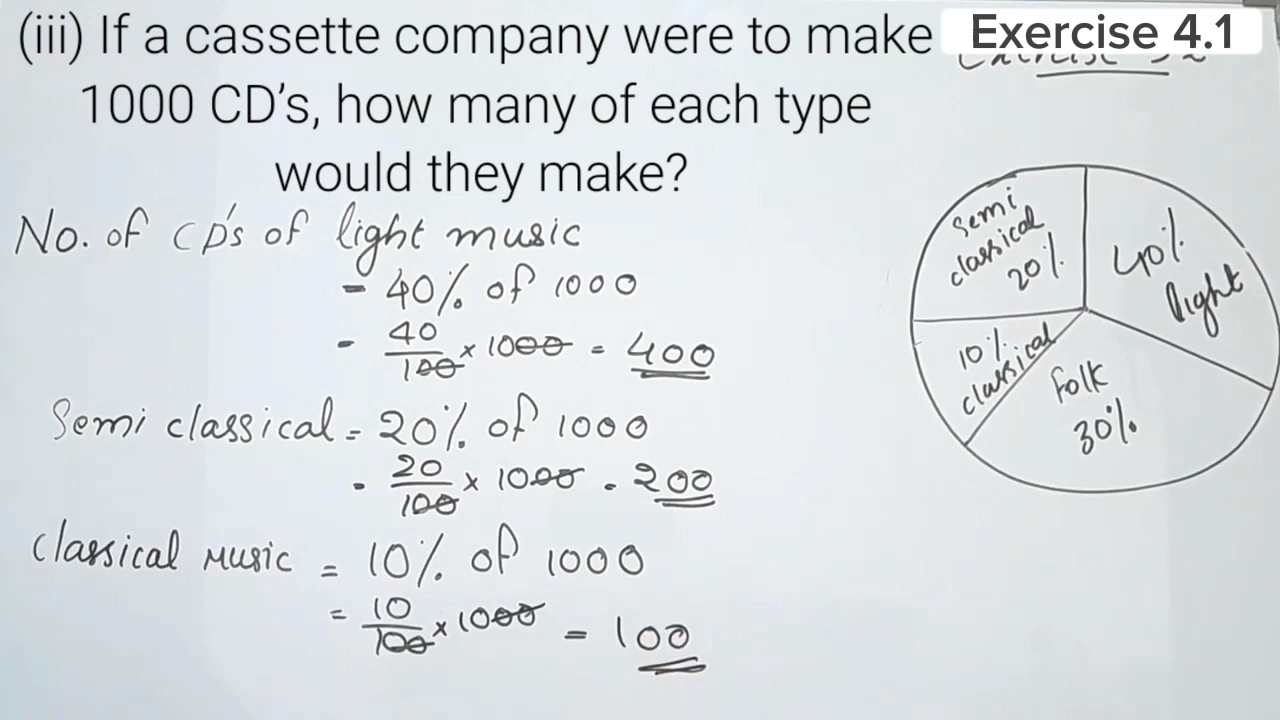 (iii) If a cassette company were to make
1000 CD’s, how many of each type
would they make?
Exercise 4.1
No. of CD's of light music
= 40% of 1000
= 40/100 × 1000 = 400
Semi classical = 20% of 1000
= 20/100 × 1000 = 200
Classical Music = 10% of 1000
= 10/100 × 1000 = 100
Semi
classical
20%
40%
light
10%
classical
Folk
30%